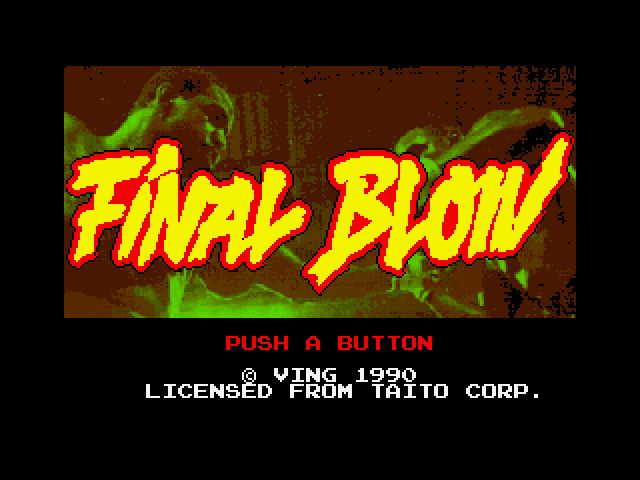 FINAL BLOW
PUSH A BUTTON
© VING 1990
LICENSED FROM TAITO CORP.